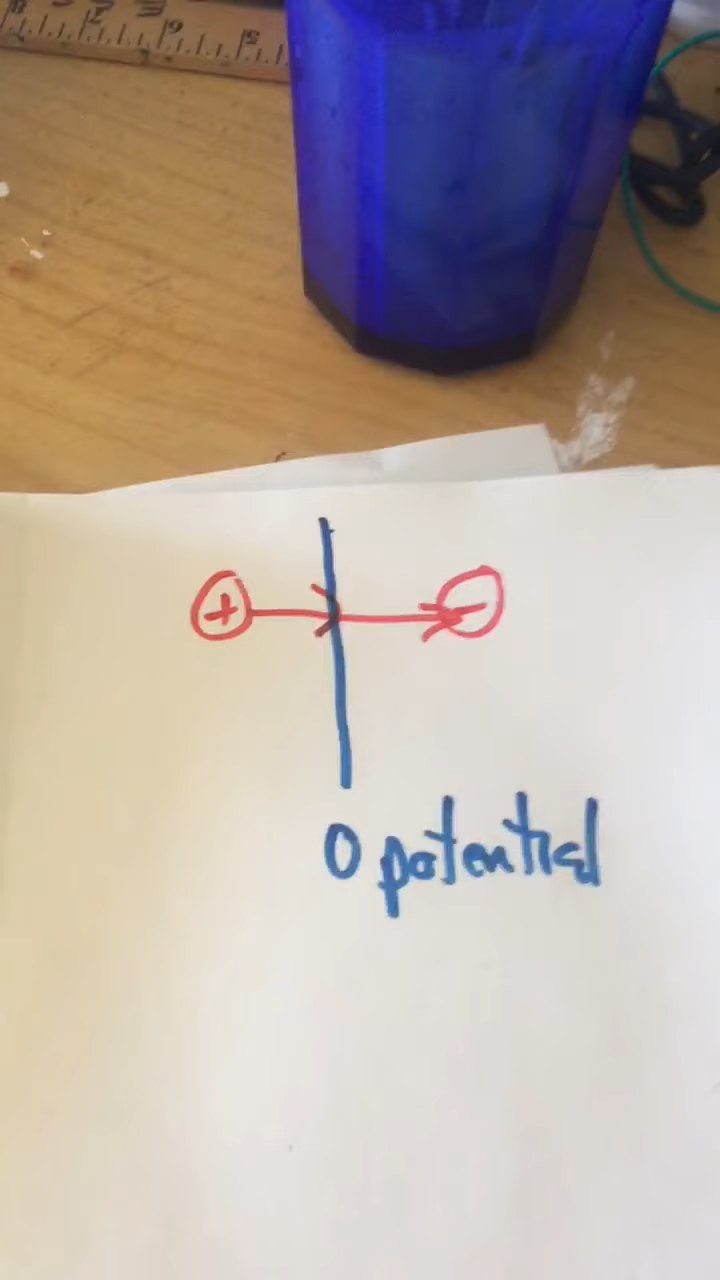 + −
0 potential